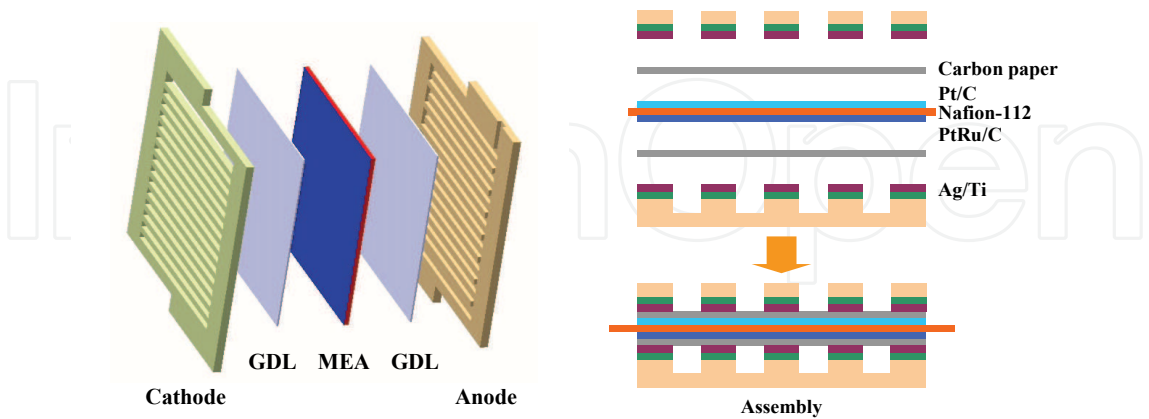 GDL MEA GDL
Cathode Anode
Carbon paper
Pt/C
Nafion-112
PtRu/C
Ag/Ti
Assembly